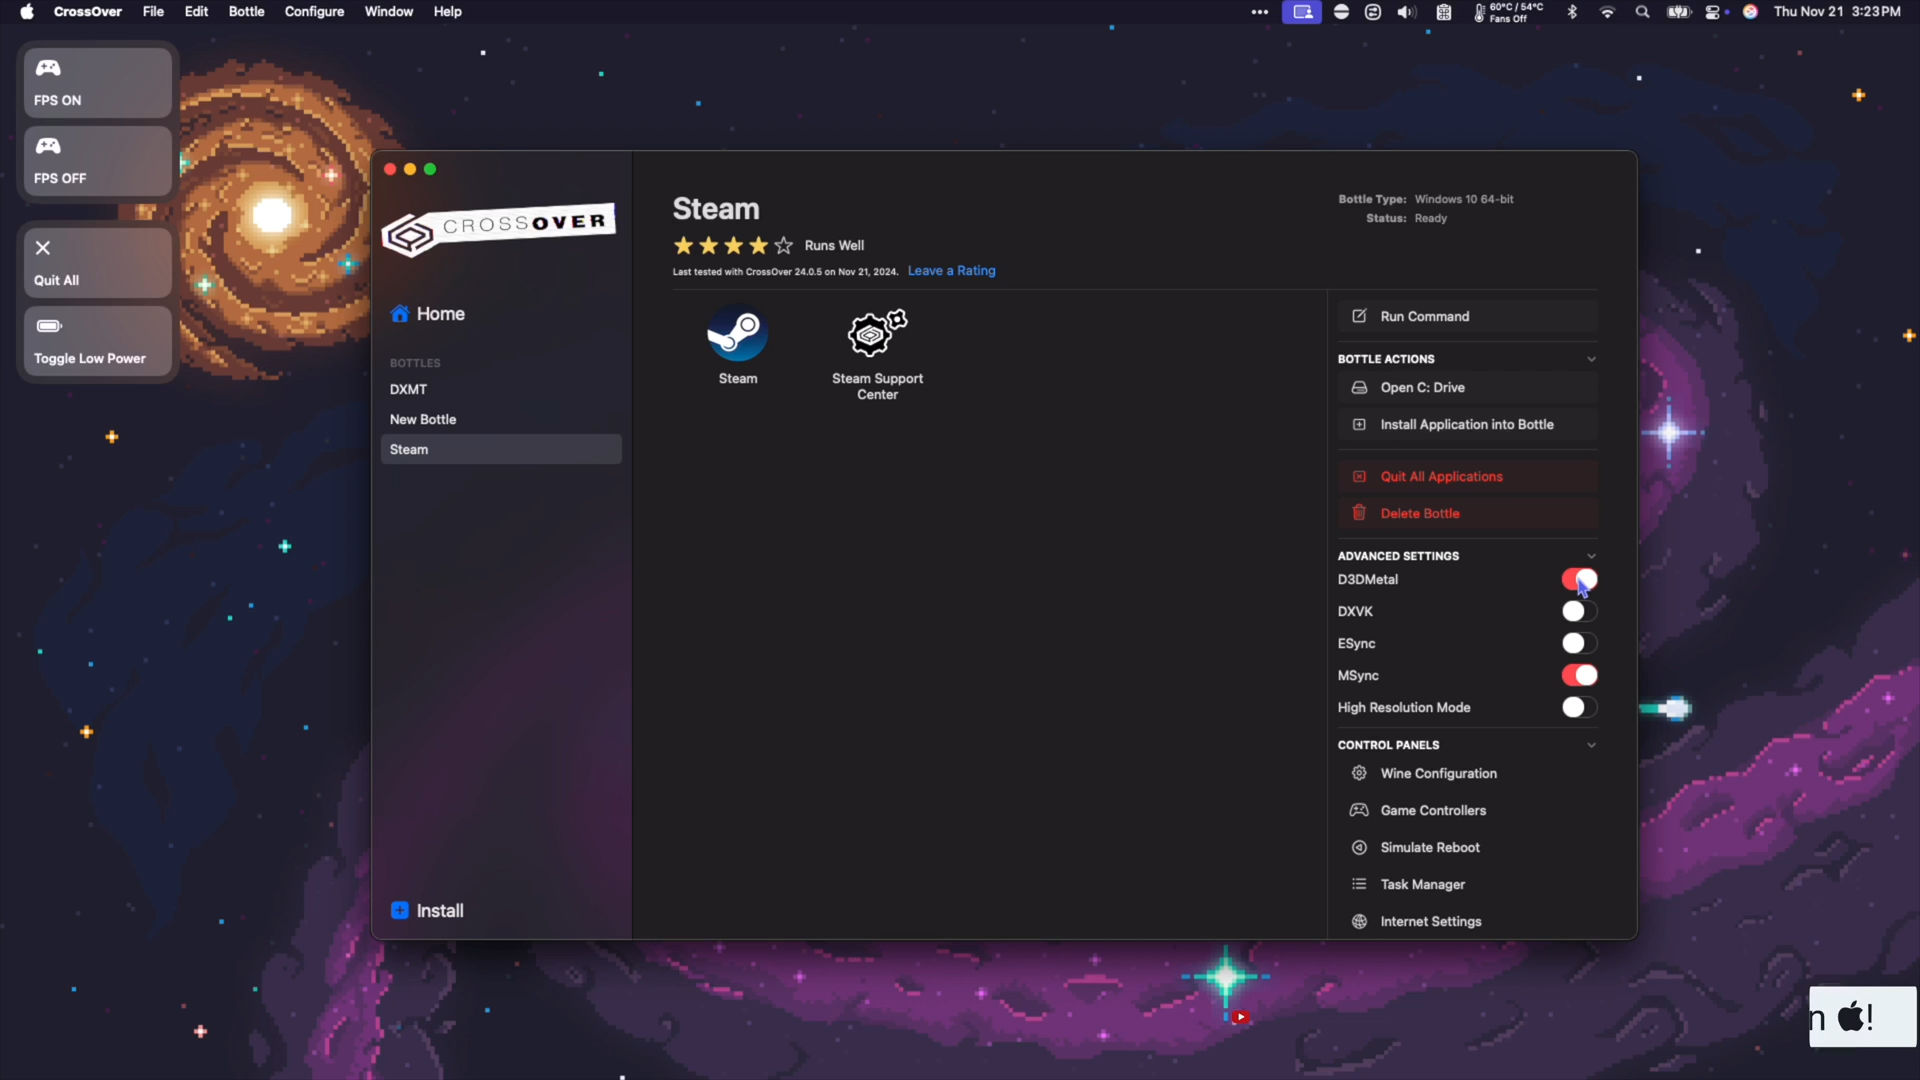 CrossOver File Edit Bottle Configure Window Help
60°C / 54°C
Fans Off
Thu Nov 21 3:23 PM
FPS ON
FPS OFF
Quit All
Toggle Low Power
CROSSOVER
Home
BOTTLES
DXMT
New Bottle
Steam
Install
Steam
Runs Well
Last tested with CrossOver 24.0.5 on Nov 21, 2024. Leave a Rating
Steam
Steam Support
Center
Bottle Type: Windows 10 64-bit
Status: Ready
Run Command
BOTTLE ACTIONS
Open C: Drive
Install Application into Bottle
Quit All Applications
Delete Bottle
ADVANCED SETTINGS
D3DMetal
DXVK
ESync
MSync
High Resolution Mode
CONTROL PANELS
Wine Configuration
Game Controllers
Simulate Reboot
Task Manager
Internet Settings
n !